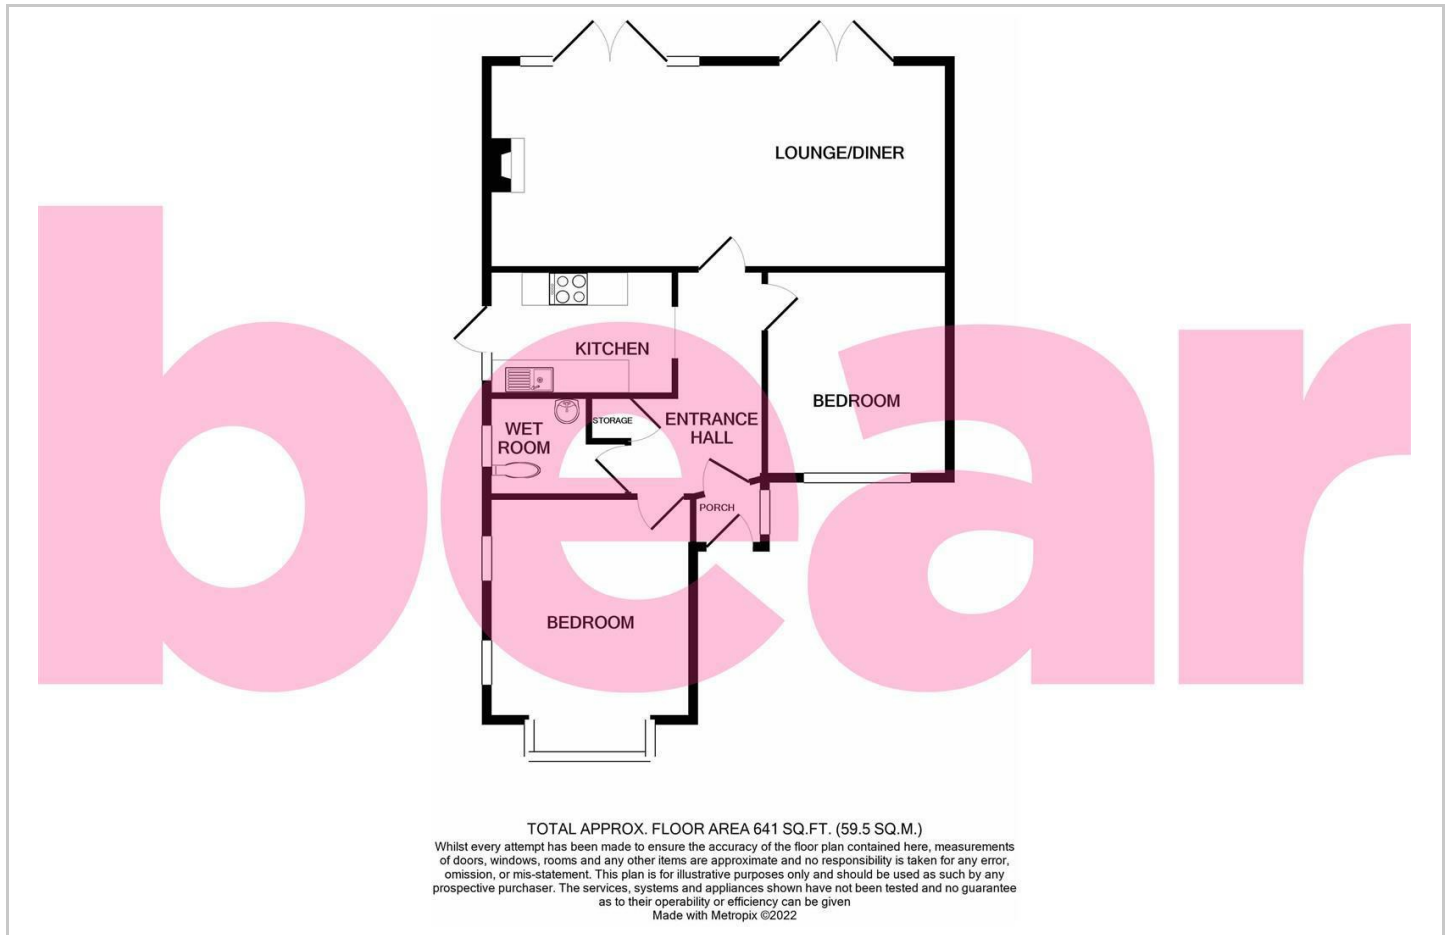 LOUNGE/DINER
KITCHEN
BEDROOM
STORAGE
ENTRANCE
HALL
WET
ROOM
PORCH
BEDROOM
bear
TOTAL APPROX. FLOOR AREA 641 SQ.FT. (59.5 SQ.M.)
Whilst every attempt has been made to ensure the accuracy of the floor plan contained here, measurements
of doors, windows, rooms and any other items are approximate and no responsibility is taken for any error,
omission, or mis-statement. This plan is for illustrative purposes only and should be used as such by any
prospective purchaser. The services, systems and appliances shown have not been tested and no guarantee
as to their operability or efficiency can be given
Made with Metropix ©2022